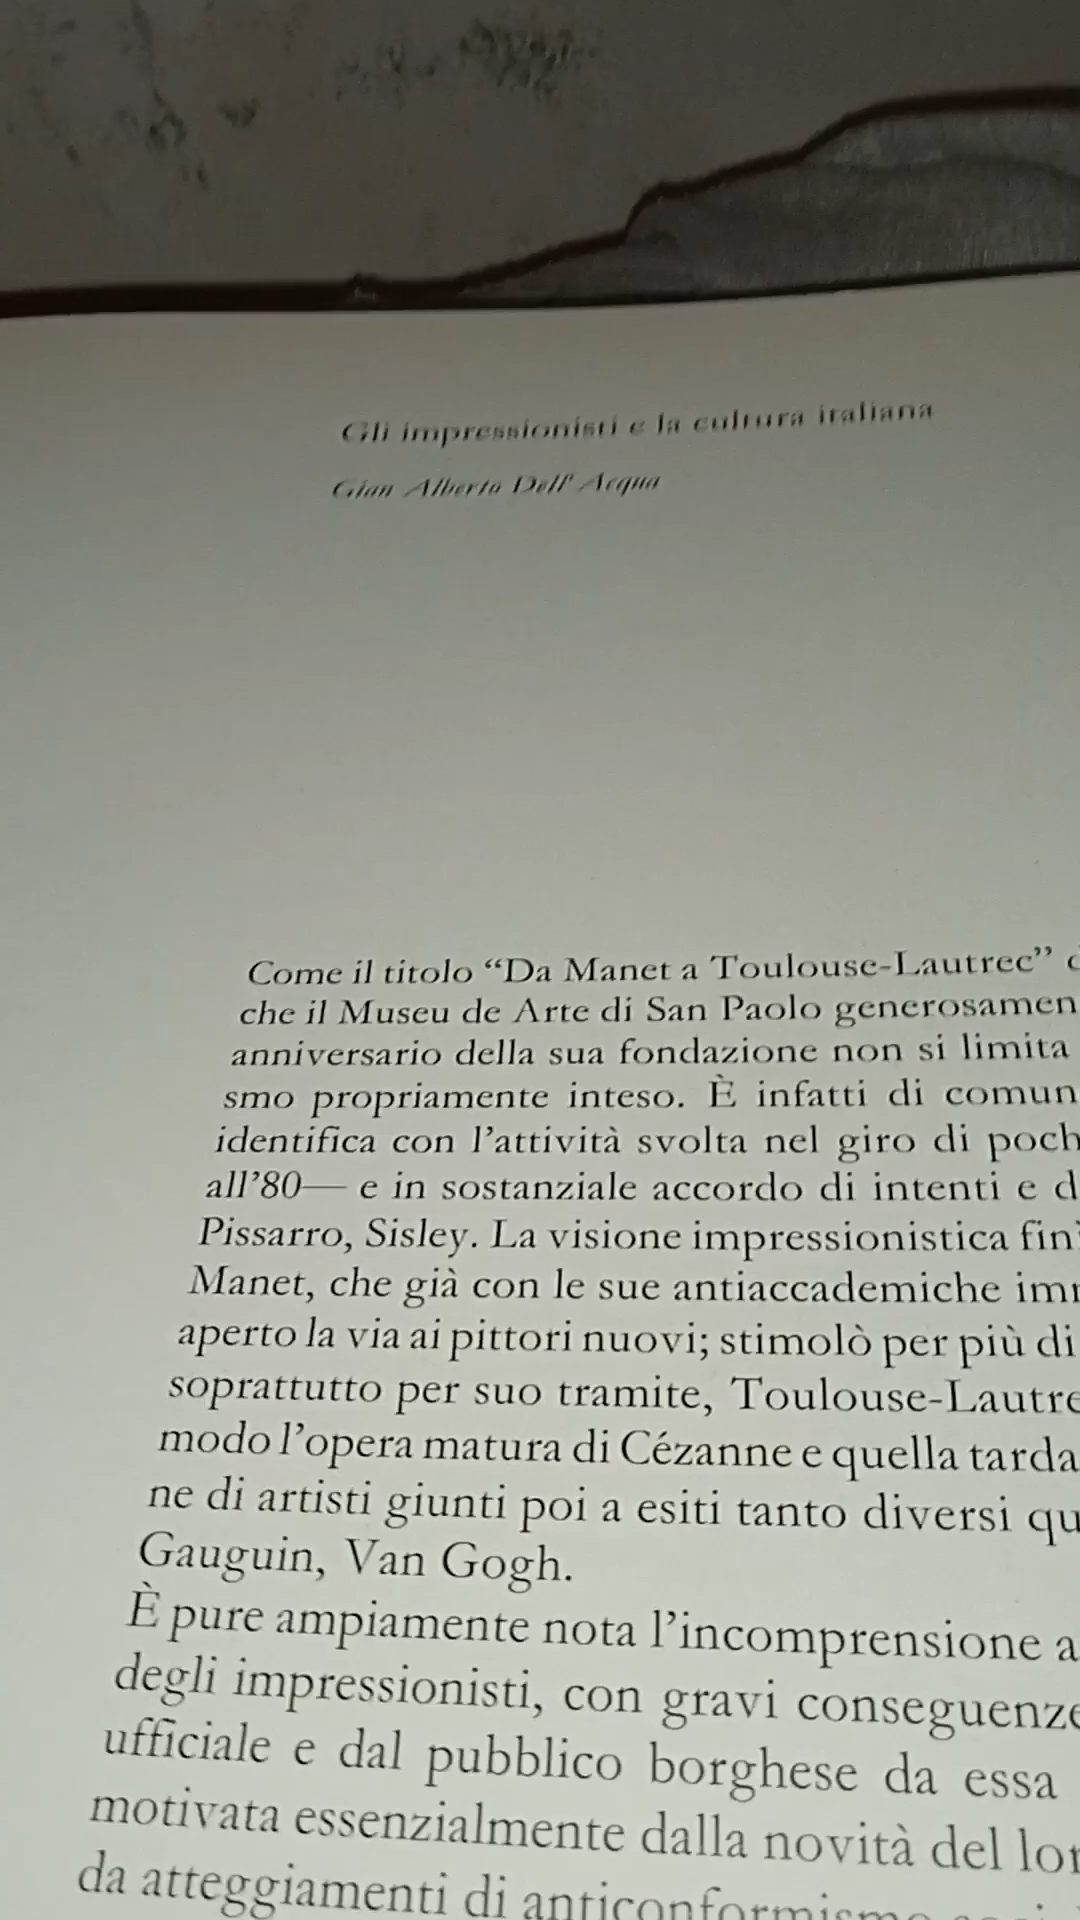 Gli impressionisti e la cultura italiana
Gian Alberto Dell' Acqua
Come il titolo “Da Manet a Toulouse-Lautrec”
che il Museu de Arte di San Paolo generosamen
anniversario della sua fondazione non si limita
smo propriamente inteso. È infatti di comun
identifica con l’attività svolta nel giro di poch
all’80— e in sostanziale accordo di intenti e d
Pissarro, Sisley. La visione impressionistica fin
Manet, che già con le sue antiaccademiche
aperto la via ai pittori nuovi; stimolò per più di
soprattutto per suo tramite, Toulouse-Lautre
modo l’opera matura di Cézanne e quella tarda
ne di artisti giunti poi a esiti tanto diversi qu
Gauguin, Van Gogh.
È pure ampiamente nota l’incomprensione a
degli impressionisti, con gravi conseguenze
ufficiale e dal pubblico borghese da essa
motivata essenzialmente dalla novità del lor
da atteggiamenti di anticonformismo